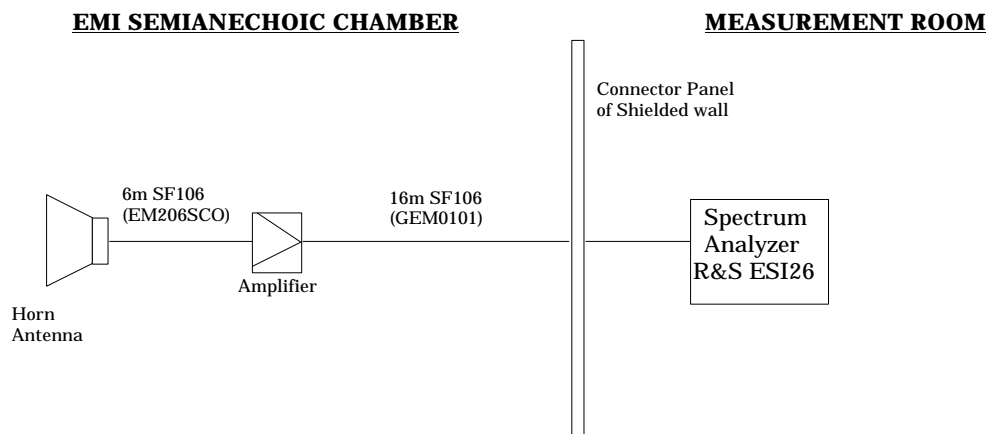 EMI SEMIANECHOIC CHAMBER
MEASUREMENT ROOM
Connector Panel
of Shielded wall
6m SF106
(EM206SCO)
16m SF106
(GEM0101)
Spectrum
Analyzer
R&S ESI26
Amplifier
Horn
Antenna